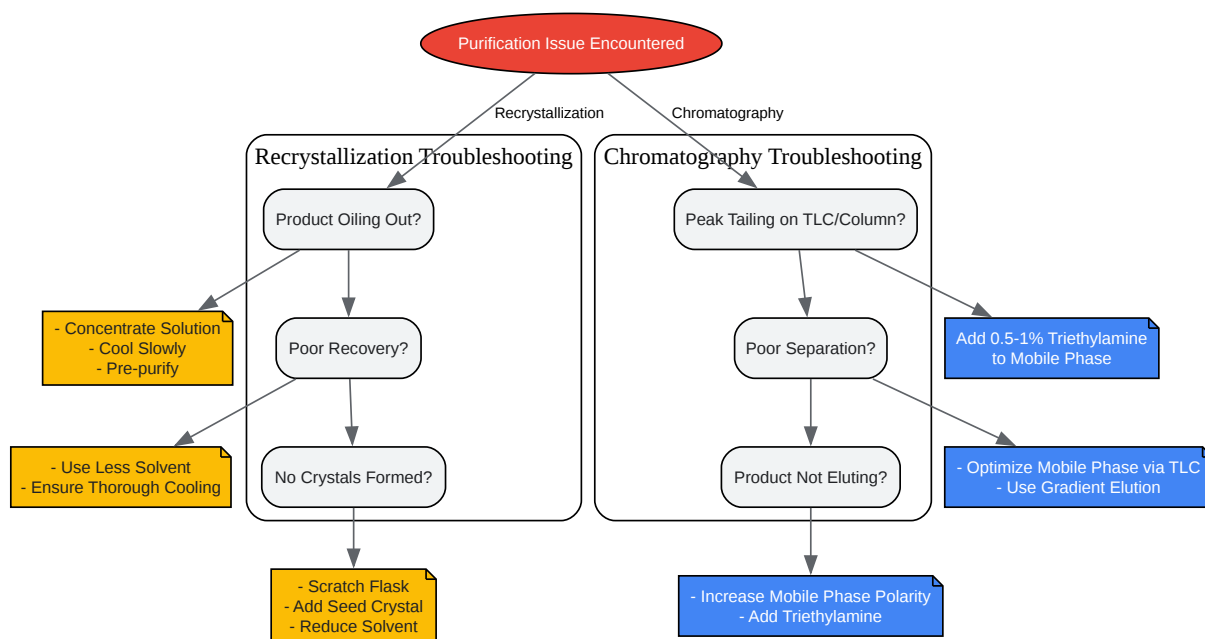 Purification Issue Encountered
Recrystallization
Chromatography
Recrystallization Troubleshooting
Chromatography Troubleshooting
Product Oiling Out?
Peak Tailing on TLC/Column?
- Concentrate Solution
- Cool Slowly
- Pre-purify
Poor Recovery?
Poor Separation?
Add 0.5-1% Triethylamine
to Mobile Phase
- Use Less Solvent
- Ensure Thorough Cooling
No Crystals Formed?
Product Not Eluting?
- Optimize Mobile Phase via TLC
- Use Gradient Elution
- Scratch Flask
- Add Seed Crystal
- Reduce Solvent
- Increase Mobile Phase Polarity
- Add Triethylamine